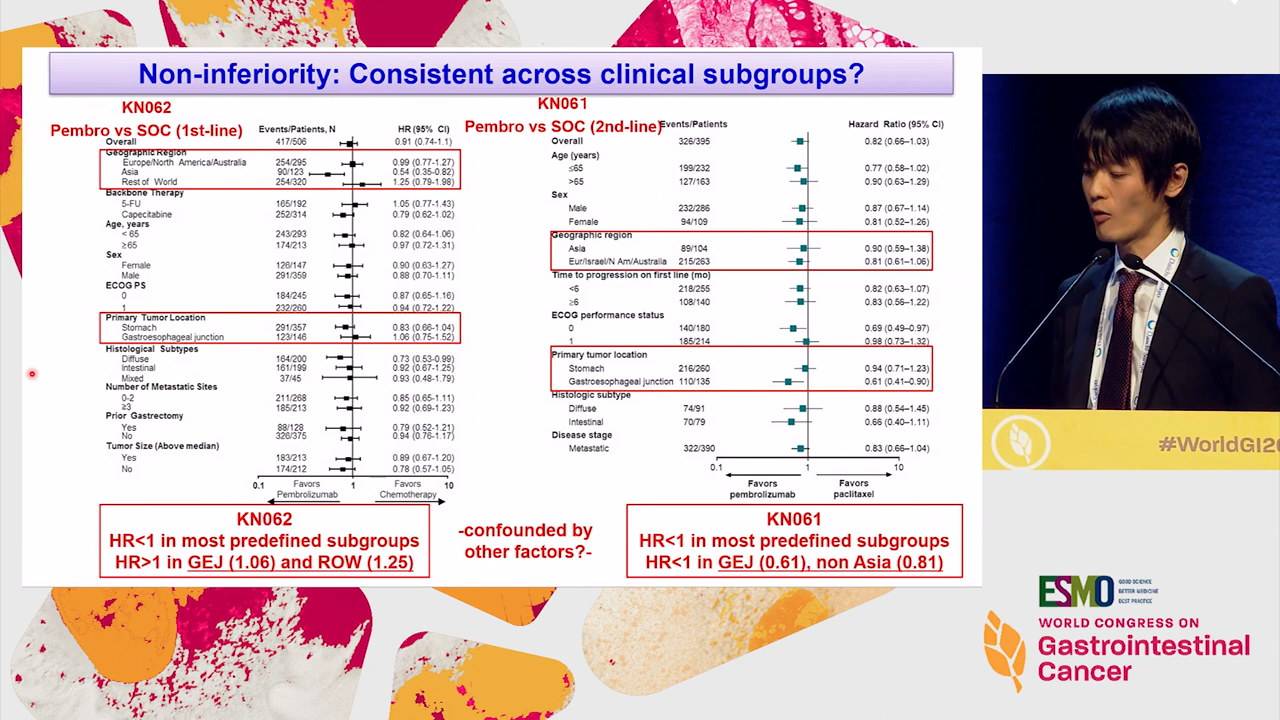 Non-inferiority: Consistent across clinical subgroups?
KN062
Pembro vs SOC (1st-line)
Events/Patients, N HR (95% CI)
Overall 417/506 0.91 (0.74-1.1)
Geographic Region
Europe/North America/Australia 254/295 0.99 (0.77-1.27)
Asia 90/123 0.54 (0.35-0.82)
Rest of World 254/320 1.25 (0.79-1.98)
Backbone Therapy
5-FU 165/192 1.05 (0.77-1.43)
Capecitabine 252/314 0.79 (0.62-1.02)
Age, years
< 65 243/293 0.82 (0.64-1.06)
≥65 174/213 0.97 (0.72-1.31)
Sex
Female 126/147 0.90 (0.63-1.27)
Male 291/359 0.88 (0.70-1.11)
ECOG PS
0 184/245 0.87 (0.65-1.16)
1 232/260 0.94 (0.72-1.22)
Primary Tumor Location
Stomach 291/357 0.83 (0.66-1.04)
Gastroesophageal junction 123/146 1.06 (0.75-1.52)
Histological Subtypes
Diffuse 164/200 0.73 (0.53-0.99)
Intestinal 161/199 0.92 (0.67-1.25)
Mixed 37/45 0.93 (0.48-1.79)
Number of Metastatic Sites
0-2 211/268 0.85 (0.65-1.11)
≥3 185/213 0.92 (0.69-1.23)
Prior Gastrectomy
Yes 88/128 0.79 (0.52-1.21)
No 326/375 0.94 (0.76-1.17)
Tumor Size (Above median)
Yes 183/213 0.89 (0.67-1.20)
No 174/212 0.78 (0.57-1.05)
0.1 1 10
Favors Favors
Pembrolizumab Chemotherapy
KN061
Pembro vs SOC (2nd-line)
Events/Patients Hazard Ratio (95% CI)
Overall 326/395 0.82 (0.66–1.03)
Age (years)
≤65 199/232 0.77 (0.58–1.02)
>65 127/163 0.90 (0.63–1.29)
Sex
Male 232/286 0.87 (0.67–1.14)
Female 94/109 0.81 (0.52–1.26)
Geographic region
Asia 89/104 0.90 (0.59–1.38)
Eur/Israel/N Am/Australia 215/263 0.81 (0.61–1.06)
Time to progression on first line (mo)
<6 218/255 0.82 (0.63–1.07)
≥6 108/140 0.83 (0.56–1.22)
ECOG performance status
0 140/180 0.69 (0.49–0.97)
1 185/214 0.98 (0.73–1.32)
Primary tumor location
Stomach 216/260 0.94 (0.71–1.23)
Gastroesophageal junction 110/135 0.61 (0.41–0.90)
Histologic subtype
Diffuse 74/91 0.88 (0.54–1.45)
Intestinal 70/79 0.66 (0.40–1.11)
Disease stage
Metastatic 322/390 0.83 (0.66–1.04)
0.1 1 10
Favors Favors
pembrolizumab paclitaxel
KN062
HR<1 in most predefined subgroups
HR>1 in GEJ (1.06) and ROW (1.25)
-confounded by
other factors?-
KN061
HR<1 in most predefined subgroups
HR<1 in GEJ (0.61), non Asia (0.81)
#WorldGI20
ESMO
GOOD SCIENCE
BETTER MEDICINE
BEST PRACTICE
WORLD CONGRESS ON
Gastrointestinal
Cancer